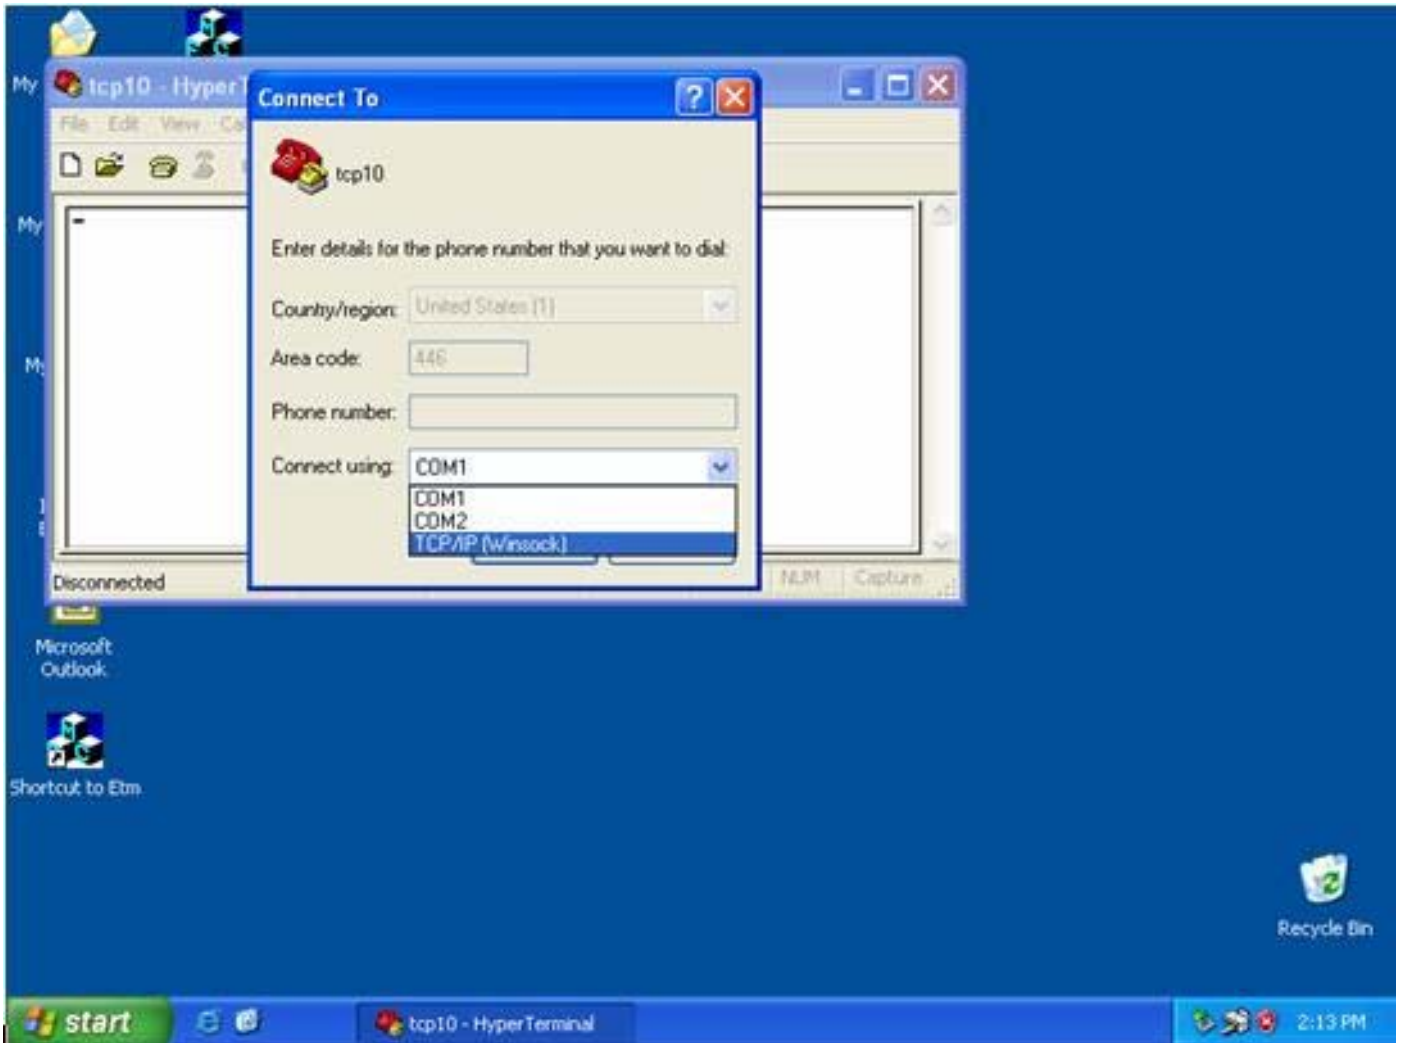 My
tcp10 - HyperT
Connect To
File Edit View Ca
tcp10
My
Enter details for the phone number that you want to dial:
Country/region: United States (1)
Area code: 446
My
Phone number:
Connect using: COM1
COM1
COM2
TCP/IP (Winsock)
Disconnected
NUM Capture
Microsoft
Outlook
Shortcut to Etm
Recycle Bin
start
tcp10 - HyperTerminal
2:13 PM